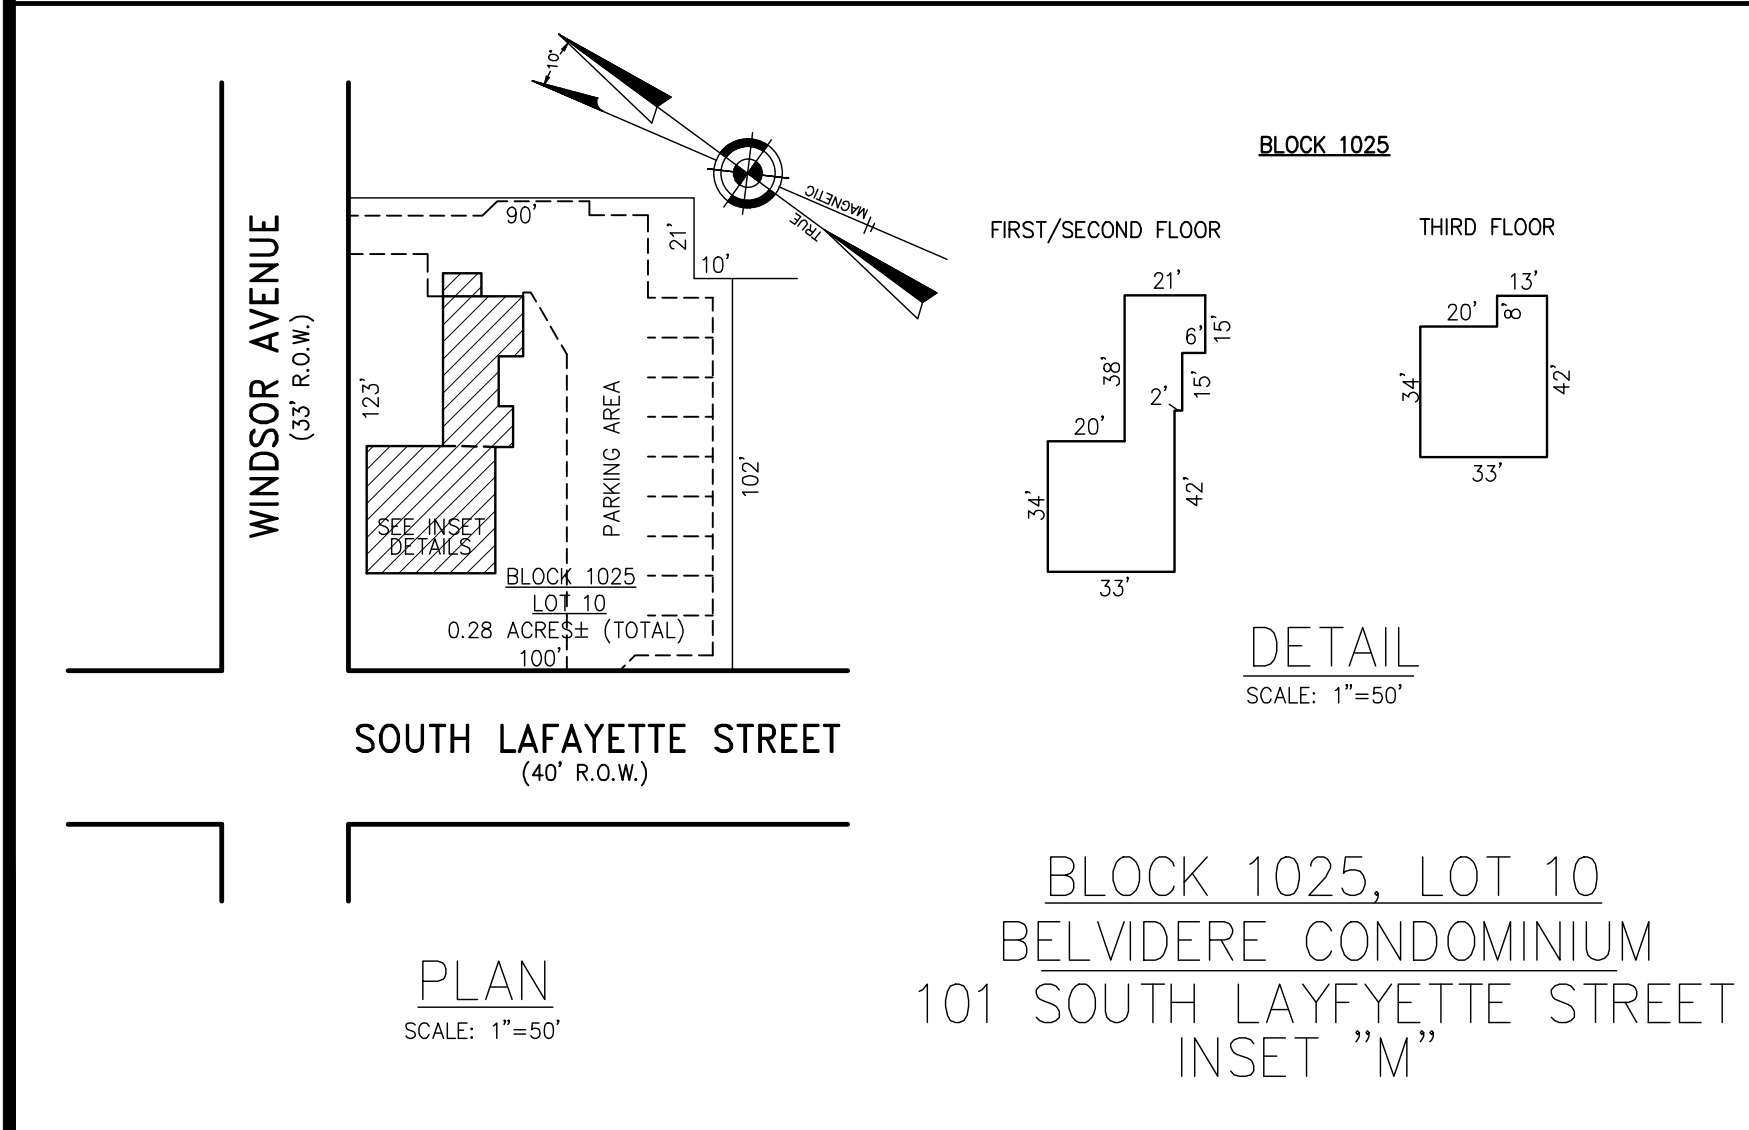 10°
MAGNETIC
TRUE
BLOCK 1025
WINDSOR AVENUE
(33' R.O.W.)
90'
21'
10'
123'
102'
PARKING AREA
SEE INSET
DETAILS
BLOCK 1025
LOT 10
0.28 ACRES± (TOTAL)
100'
SOUTH LAFAYETTE STREET
(40' R.O.W.)
PLAN
SCALE: 1"=50'
FIRST/SECOND FLOOR
21'
15'
6'
38'
15'
2'
20'
34'
42'
33'
THIRD FLOOR
13'
20'
8'
34'
42'
33'
DETAIL
SCALE: 1"=50'
BLOCK 1025, LOT 10
BELVIDERE CONDOMINIUM
101 SOUTH LAYFYETTE STREET
INSET "M"